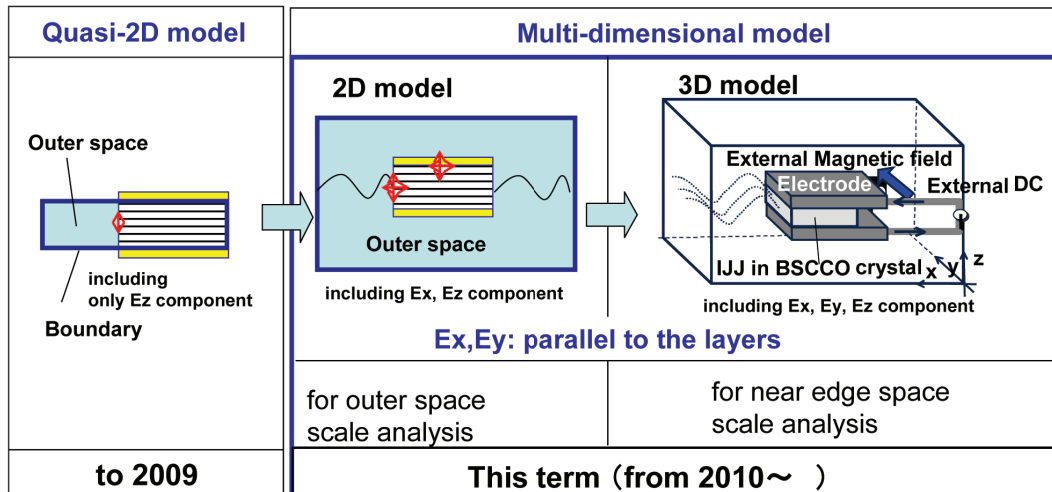 Quasi-2D model
Multi-dimensional model
Outer space
including
only Ez component
Boundary
to 2009
2D model
Outer space
including Ex, Ez component
3D model
External Magnetic field
Electrode
External DC
IJJ in BSCCO crystal
x
y
z
including Ex, Ey, Ez component
Ex,Ey: parallel to the layers
for outer space
scale analysis
for near edge space
scale analysis
This term (from 2010～ )